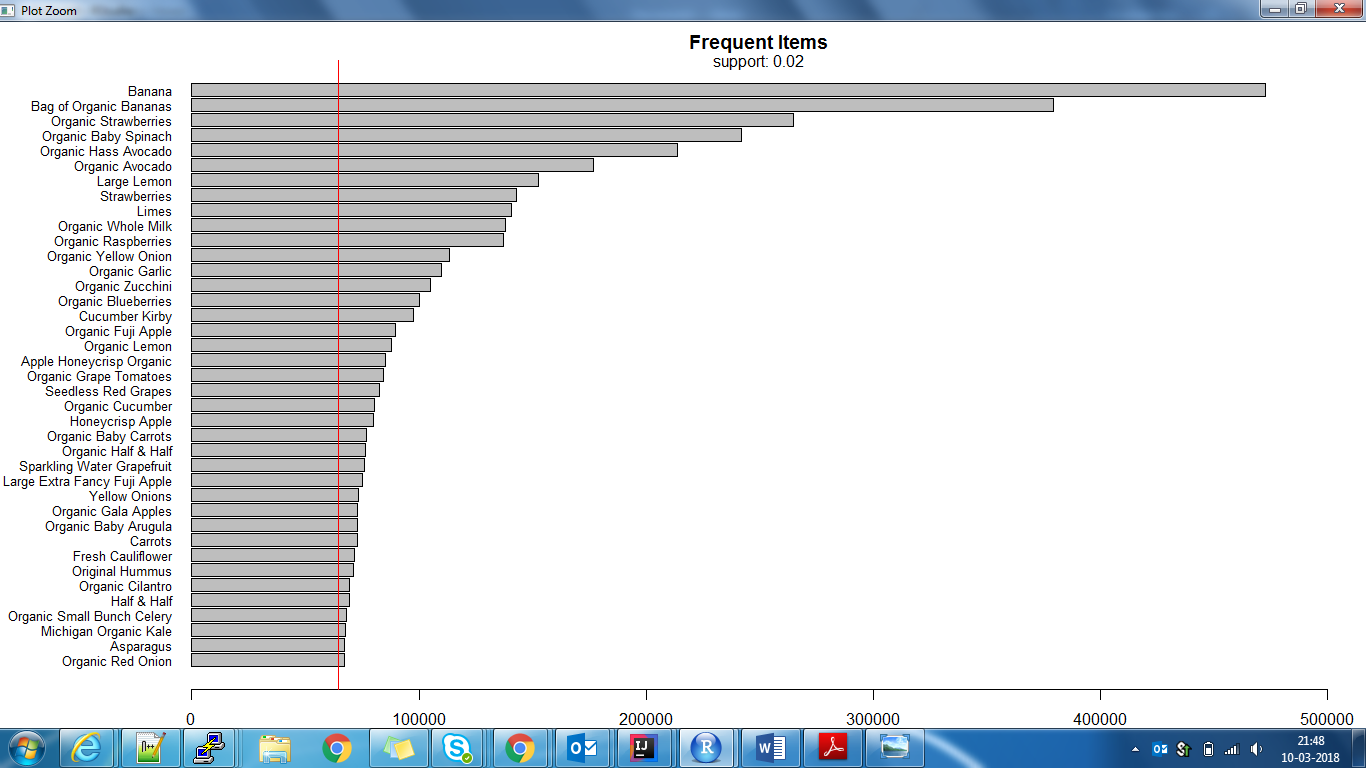 Plot Zoom
Frequent Items
support: 0.02
Banana
Bag of Organic Bananas
Organic Strawberries
Organic Baby Spinach
Organic Hass Avocado
Organic Avocado
Large Lemon
Strawberries
Limes
Organic Whole Milk
Organic Raspberries
Organic Yellow Onion
Organic Garlic
Organic Zucchini
Organic Blueberries
Cucumber Kirby
Organic Fuji Apple
Organic Lemon
Apple Honeycrisp Organic
Organic Grape Tomatoes
Seedless Red Grapes
Organic Cucumber
Honeycrisp Apple
Organic Baby Carrots
Organic Half & Half
Sparkling Water Grapefruit
Large Extra Fancy Fuji Apple
Yellow Onions
Organic Gala Apples
Organic Baby Arugula
Carrots
Fresh Cauliflower
Original Hummus
Organic Cilantro
Half & Half
Organic Small Bunch Celery
Michigan Organic Kale
Asparagus
Organic Red Onion
0 100000 200000 300000 400000 500000
21:48
10-03-2018